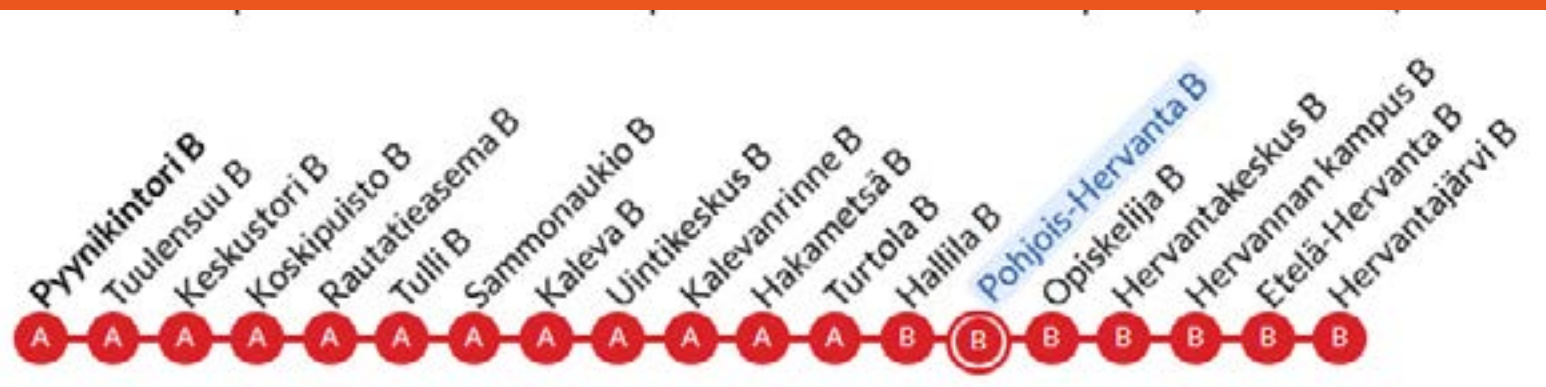 Pyynikintori B
Tuulensuu B
Keskustori B
Koskipuisto B
Rautatieasema B
Tulli B
Sammonaukio B
Kaleva B
Uintikeskus B
Kalevanrinne B
Hakametsä B
Turtola B
Hallila B
Pohjois-Hervanta B
Opiskelija B
Hervantakeskus B
Hervannan kampus B
Etelä-Hervanta B
Hervantajärvi B
A A A A A A A A A A A A B B B B B B B